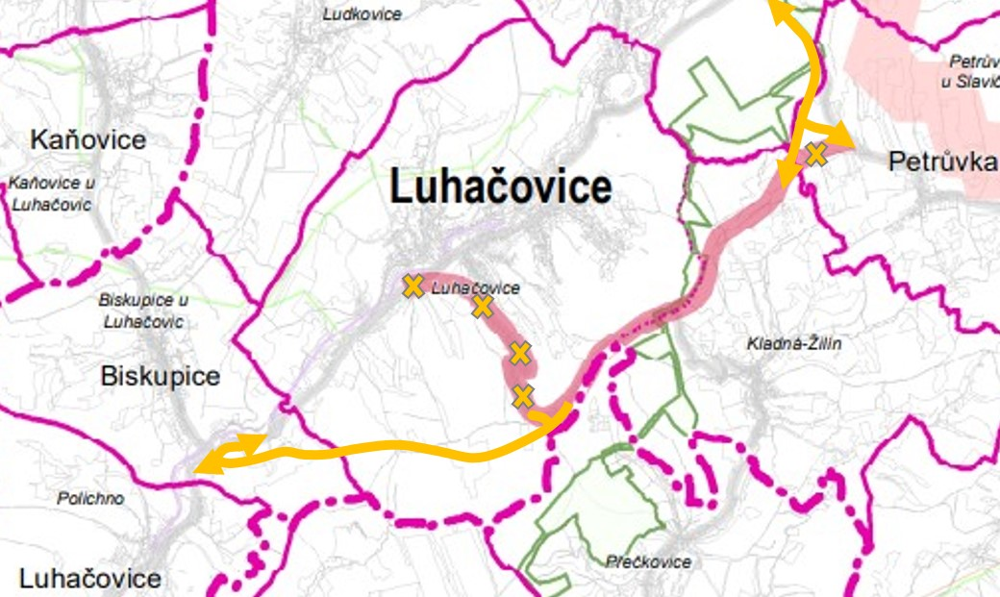 Ludkovice
Petrův
u Slavič
Kaňovice
Petrůvka
Kaňovice u
Luhačovic
Luhačovice
Luhačovice
Biskupice u
Luhačovic
Kladná-Žilín
Biskupice
Polichno
Přečkovice
Luhačovice